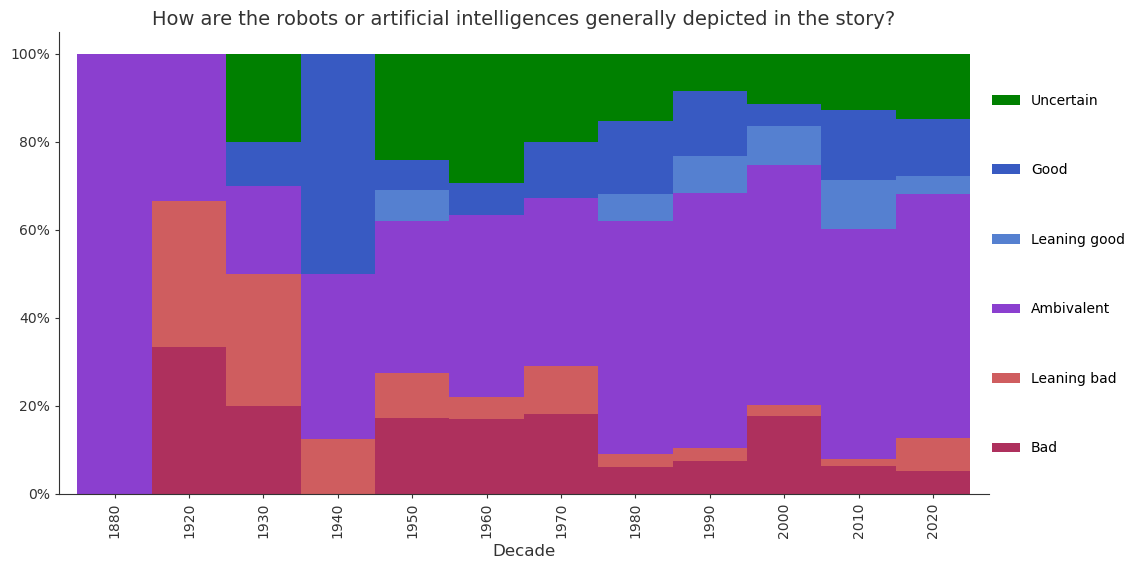 How are the robots or artificial intelligences generally depicted in the story?
100%
80%
60%
40%
20%
0%
1880
1920
1930
1940
1950
1960
1970
1980
1990
2000
2010
2020
Decade
Uncertain
Good
Leaning good
Ambivalent
Leaning bad
Bad